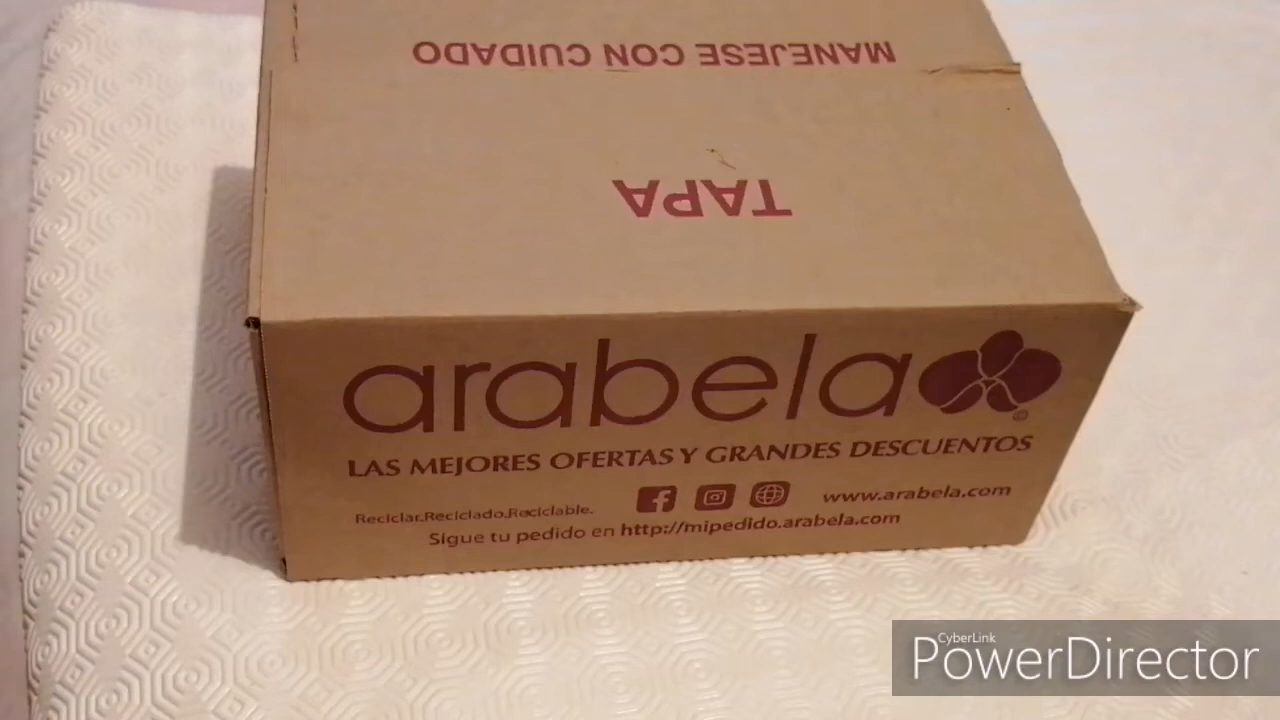 MANEJESE CON CUIDADO
TAPA
arabela
LAS MEJORES OFERTAS Y GRANDES DESCUENTOS
Reciclar.Reciclado.Reciclable.
www.arabela.com
Sigue tu pedido en http://mipedido.arabela.com
CyberLink
PowerDirector